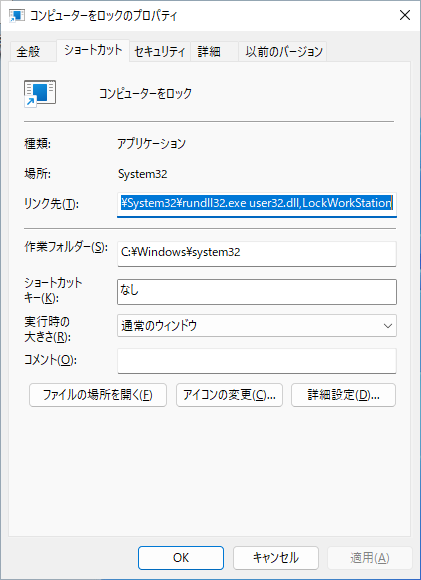 コンピューターをロックのプロパティ
全般 ショートカット セキュリティ 詳細 以前のバージョン
コンピューターをロック
種類: アプリケーション
場所: System32
リンク先(T): ¥System32¥rundll32.exe user32.dll,LockWorkStation
作業フォルダー(S): C:¥Windows¥system32
ショートカット
キー(K): なし
実行時の
大きさ(R): 通常のウィンドウ
コメント(O):
ファイルの場所を開く(F) アイコンの変更(C)... 詳細設定(D)...
OK キャンセル 適用(A)